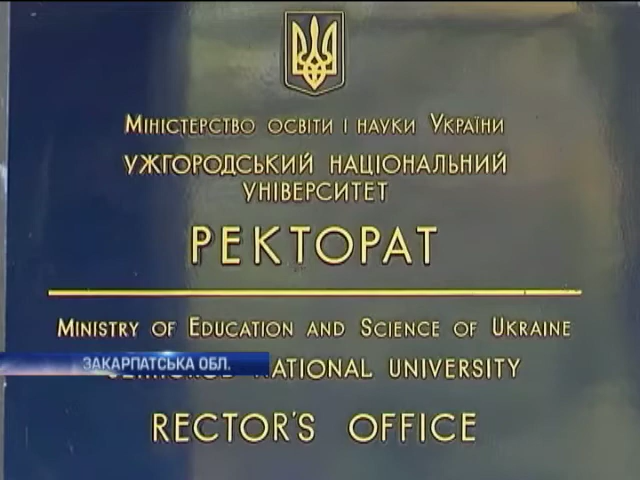 Міністерство освіти і науки України
УЖГОРОДСЬКИЙ НАЦІОНАЛЬНИЙ
УНІВЕРСИТЕТ
РЕКТОРАТ
Ministry of Education and Science of Ukraine
ЗАКАРПАТСЬКА ОБЛ.
NATIONAL UNIVERSITY
RECTOR'S OFFICE